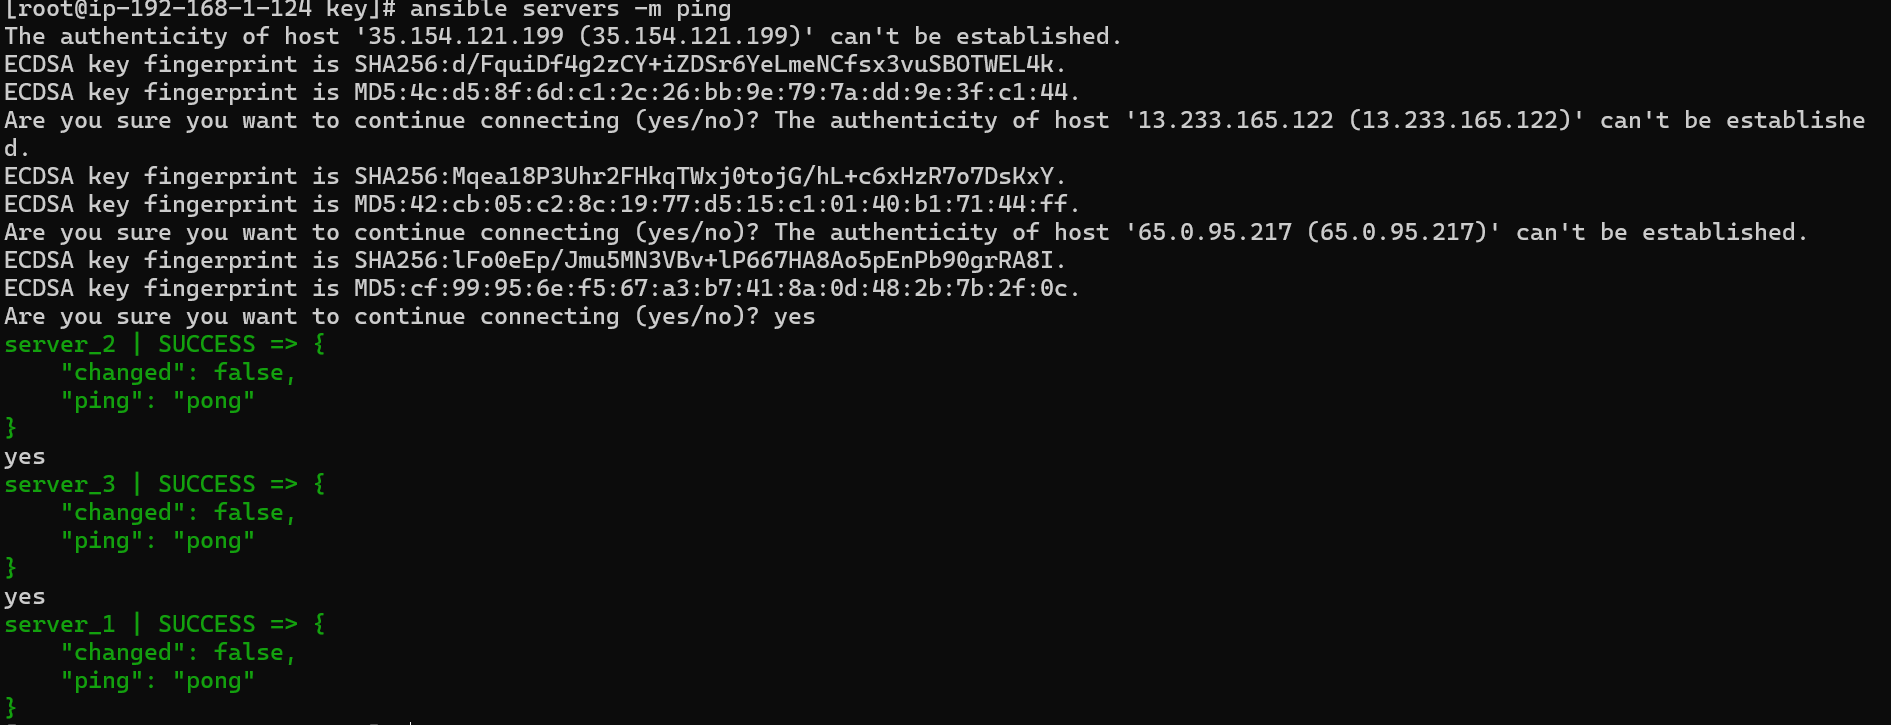 [root@ip-192-168-1-124 key]# ansible servers -m ping
The authenticity of host '35.154.121.199 (35.154.121.199)' can't be established.
ECDSA key fingerprint is SHA256:d/FquiDf4g2zCY+iZDSr6YeLmeNCfsx3vuSBOTWEL4k.
ECDSA key fingerprint is MD5:4c:d5:8f:6d:c1:2c:26:bb:9e:79:7a:dd:9e:3f:c1:44.
Are you sure you want to continue connecting (yes/no)? The authenticity of host '13.233.165.122 (13.233.165.122)' can't be establishe
d.
ECDSA key fingerprint is SHA256:Mqea18P3Uhr2FHkqTWxj0tojG/hL+c6xHzR7o7DsKxY.
ECDSA key fingerprint is MD5:42:cb:05:c2:8c:19:77:d5:15:c1:01:40:b1:71:44:ff.
Are you sure you want to continue connecting (yes/no)? The authenticity of host '65.0.95.217 (65.0.95.217)' can't be established.
ECDSA key fingerprint is SHA256:lFo0eEp/Jmu5MN3VBv+lP667HA8Ao5pEnPb90grRA8I.
ECDSA key fingerprint is MD5:cf:99:95:6e:f5:67:a3:b7:41:8a:0d:48:2b:7b:2f:0c.
Are you sure you want to continue connecting (yes/no)? yes
server_2 | SUCCESS => {
    "changed": false,
    "ping": "pong"
}
yes
server_3 | SUCCESS => {
    "changed": false,
    "ping": "pong"
}
yes
server_1 | SUCCESS => {
    "changed": false,
    "ping": "pong"
}